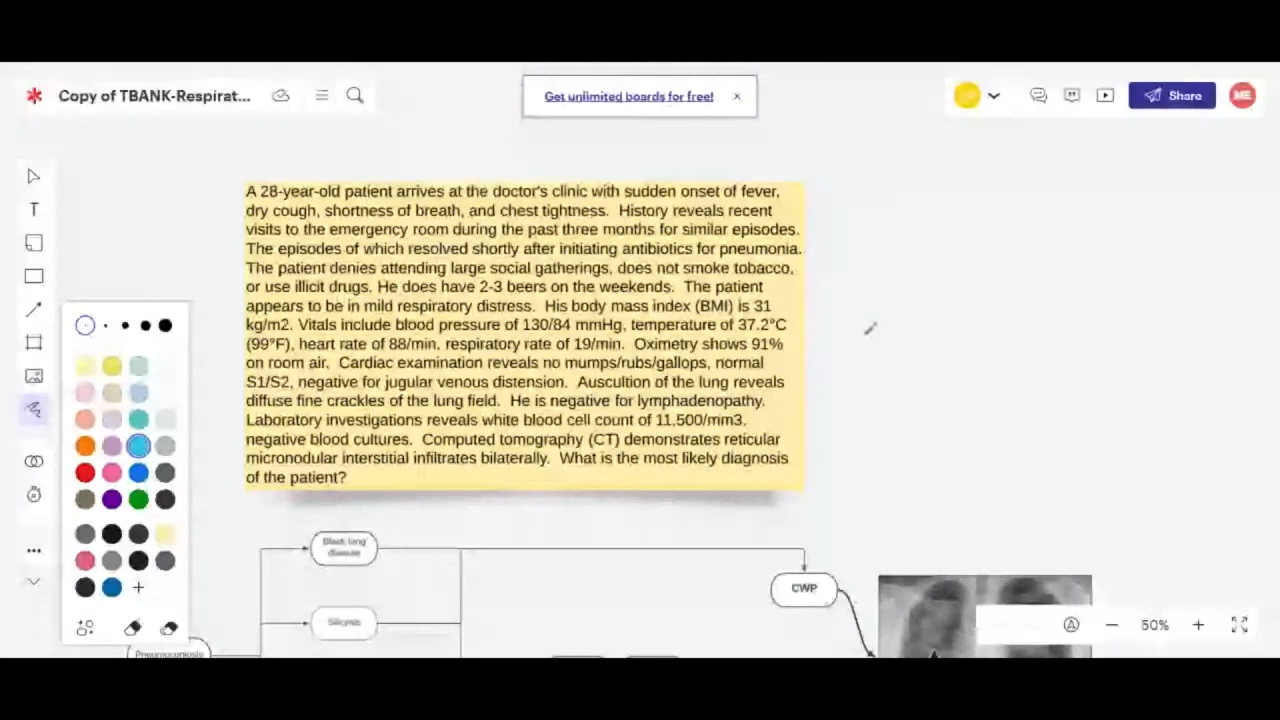 Copy of TBANK-Respirat...
Get unlimited boards for free!
Share
ME
T
A 28-year-old patient arrives at the doctor's clinic with sudden onset of fever,
dry cough, shortness of breath, and chest tightness. History reveals recent
visits to the emergency room during the past three months for similar episodes.
The episodes of which resolved shortly after initiating antibiotics for pneumonia.
The patient denies attending large social gatherings, does not smoke tobacco,
or use illicit drugs. He does have 2-3 beers on the weekends. The patient
appears to be in mild respiratory distress. His body mass index (BMI) is 31
kg/m2. Vitals include blood pressure of 130/84 mmHg, temperature of 37.2°C
(99°F), heart rate of 88/min, respiratory rate of 19/min. Oximetry shows 91%
on room air. Cardiac examination reveals no mumps/rubs/gallops, normal
S1/S2, negative for jugular venous distension. Auscultion of the lung reveals
diffuse fine crackles of the lung field. He is negative for lymphadenopathy.
Laboratory investigations reveals white blood cell count of 11,500/mm3,
negative blood cultures. Computed tomography (CT) demonstrates reticular
micronodular interstitial infiltrates bilaterally. What is the most likely diagnosis
of the patient?
Black lung
disease
CWP
Silicosis
50%
Pneumoconiosis